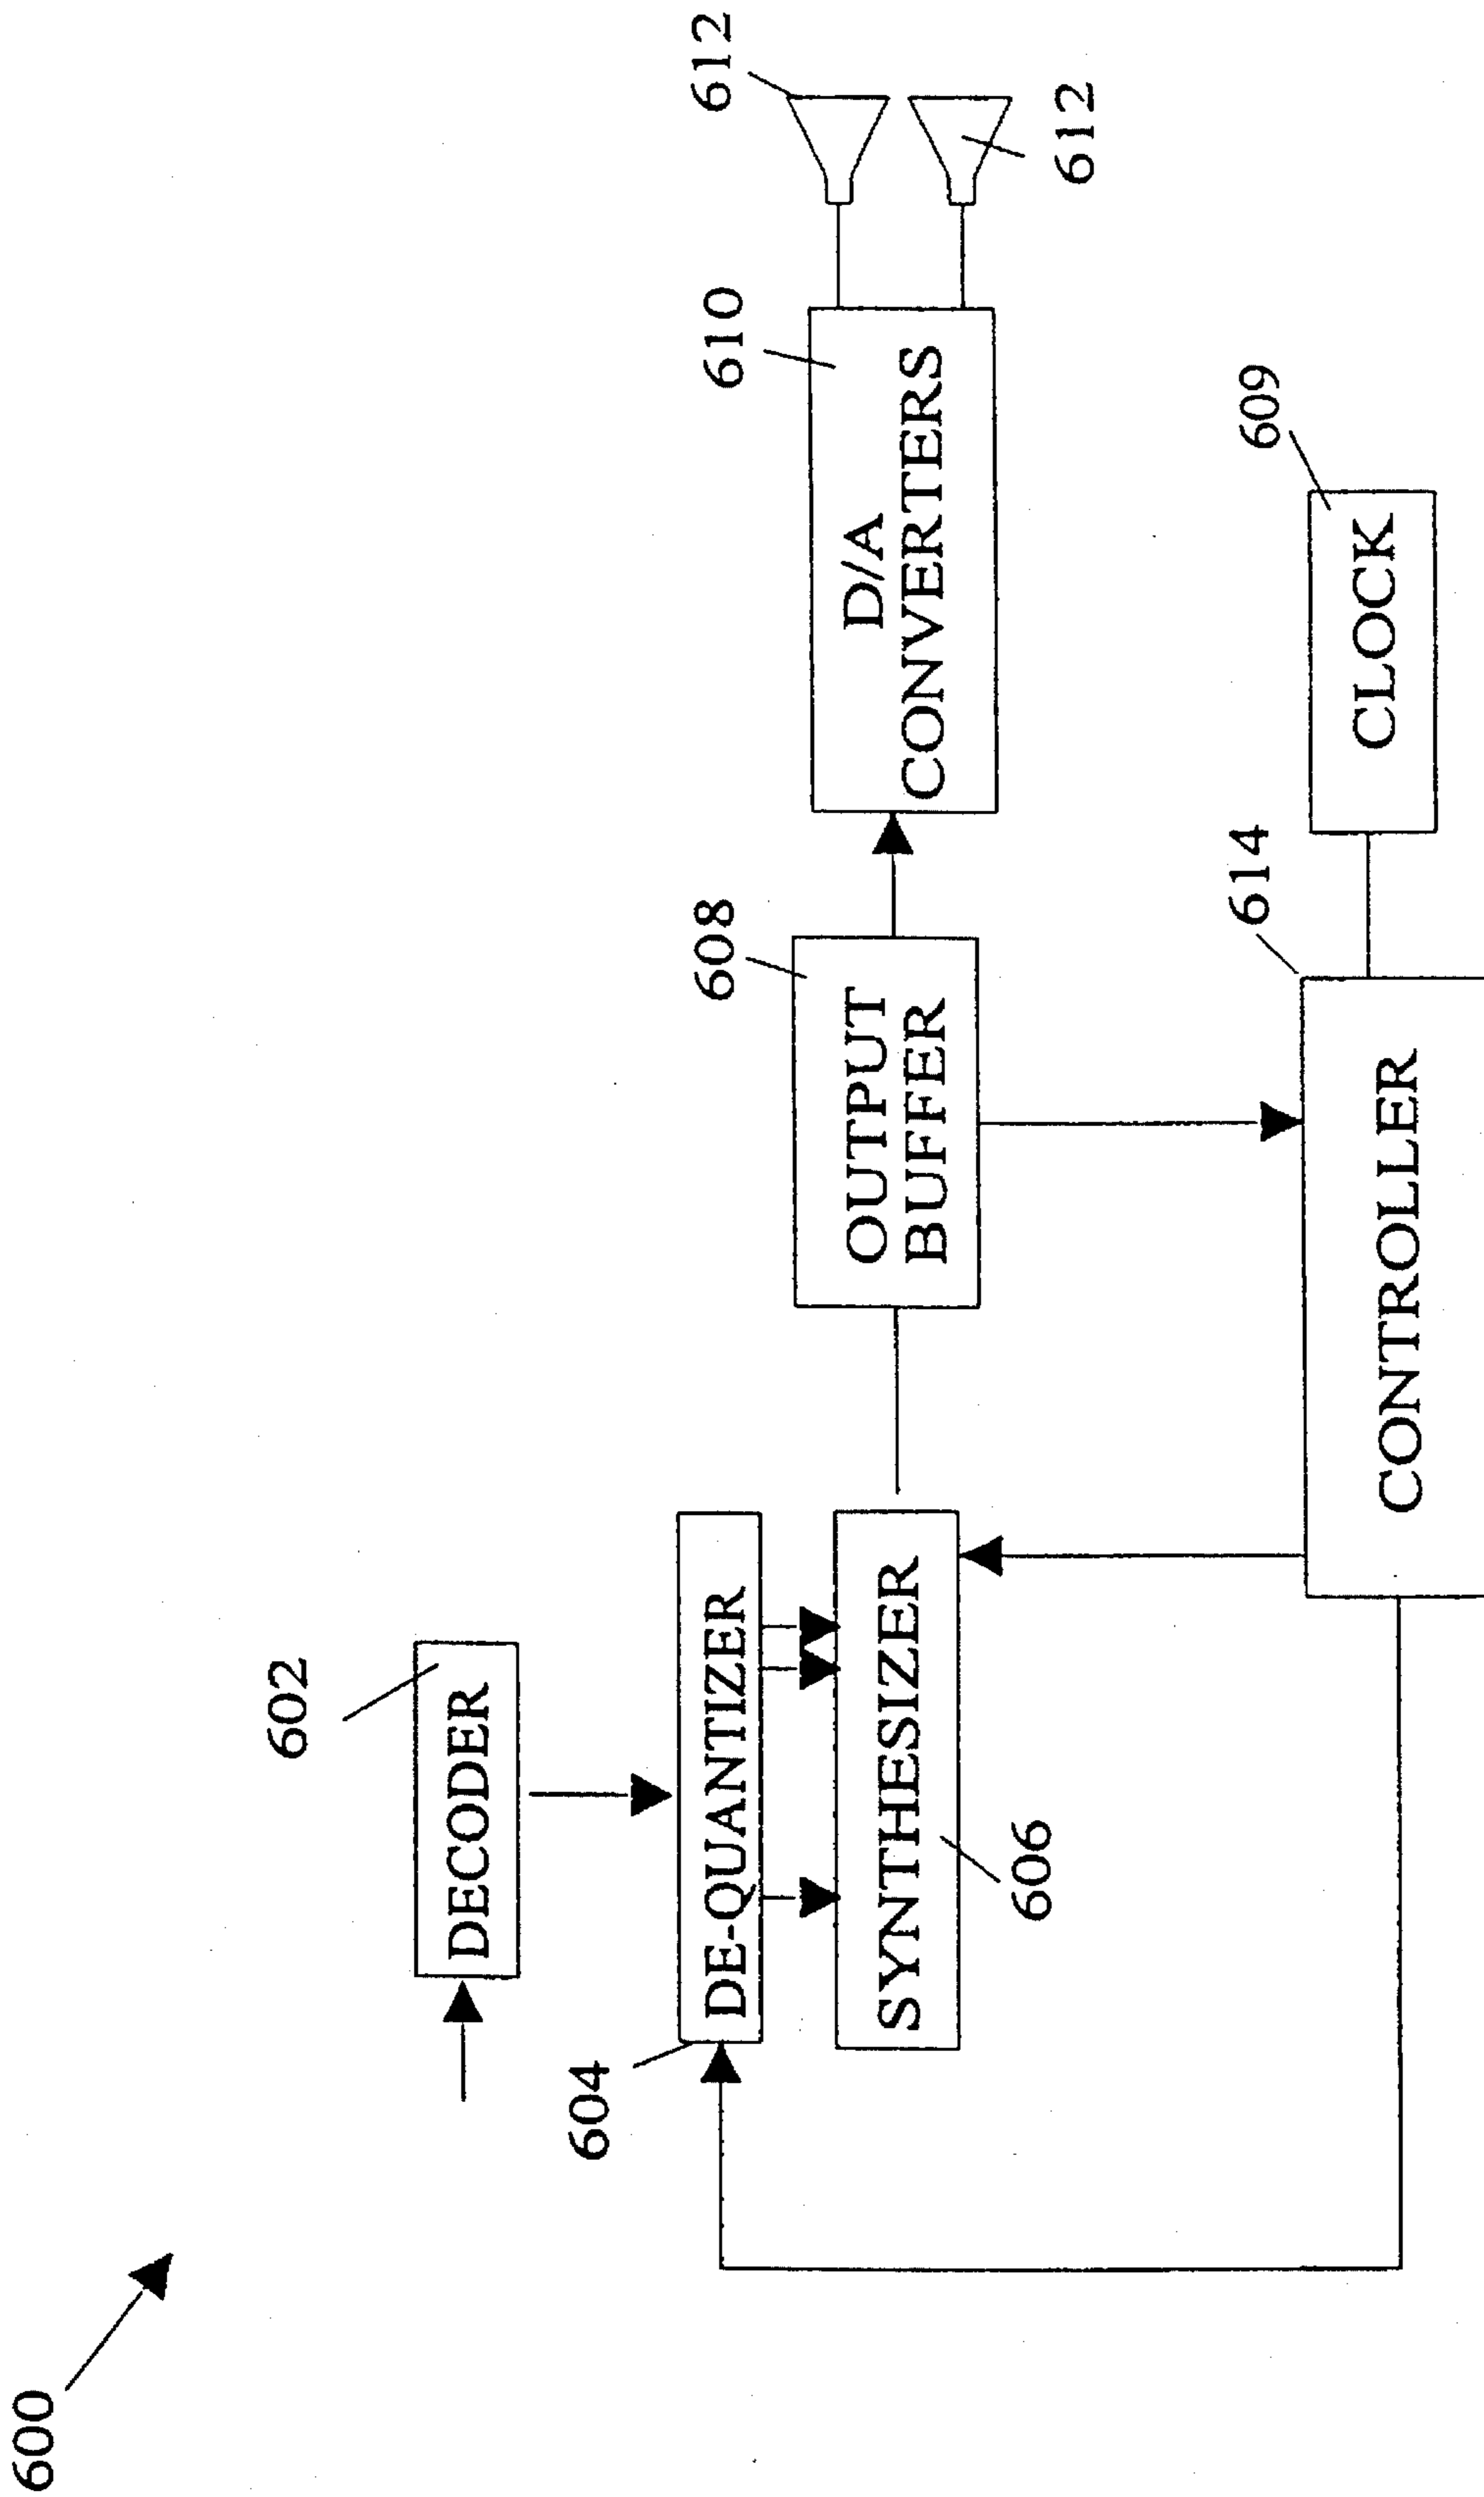 600
602
DECODER
604
DE-QUANTIZER
SYNTHESIZER
606
608
OUTPUT
BUFFER
610
D/A
CONVERTERS
612
612
614
CONTROLLER
609
CLOCK